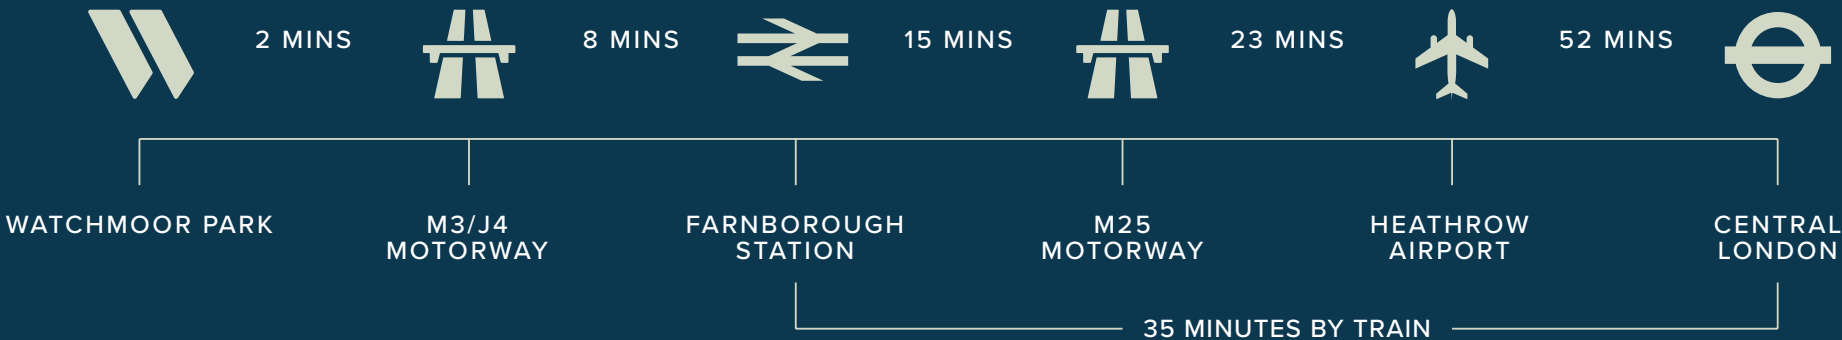 2 MINS
8 MINS
15 MINS
23 MINS
52 MINS
WATCHMOOR PARK
M3/J4
MOTORWAY
FARNBOROUGH
STATION
M25
MOTORWAY
HEATHROW
AIRPORT
CENTRAL
LONDON
35 MINUTES BY TRAIN